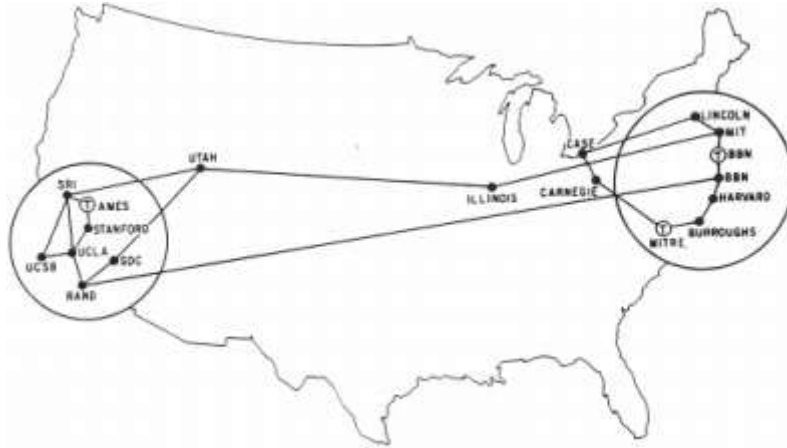 LINCOLN
MIT
CASE
T BBN
UTAH
BBN
SRI
ILLINOIS
CARNEGIE
HARVARD
T AMES
STANFORD
T
BURROUGHS
MITRE
UCLA
SDC
UCSB
RAND